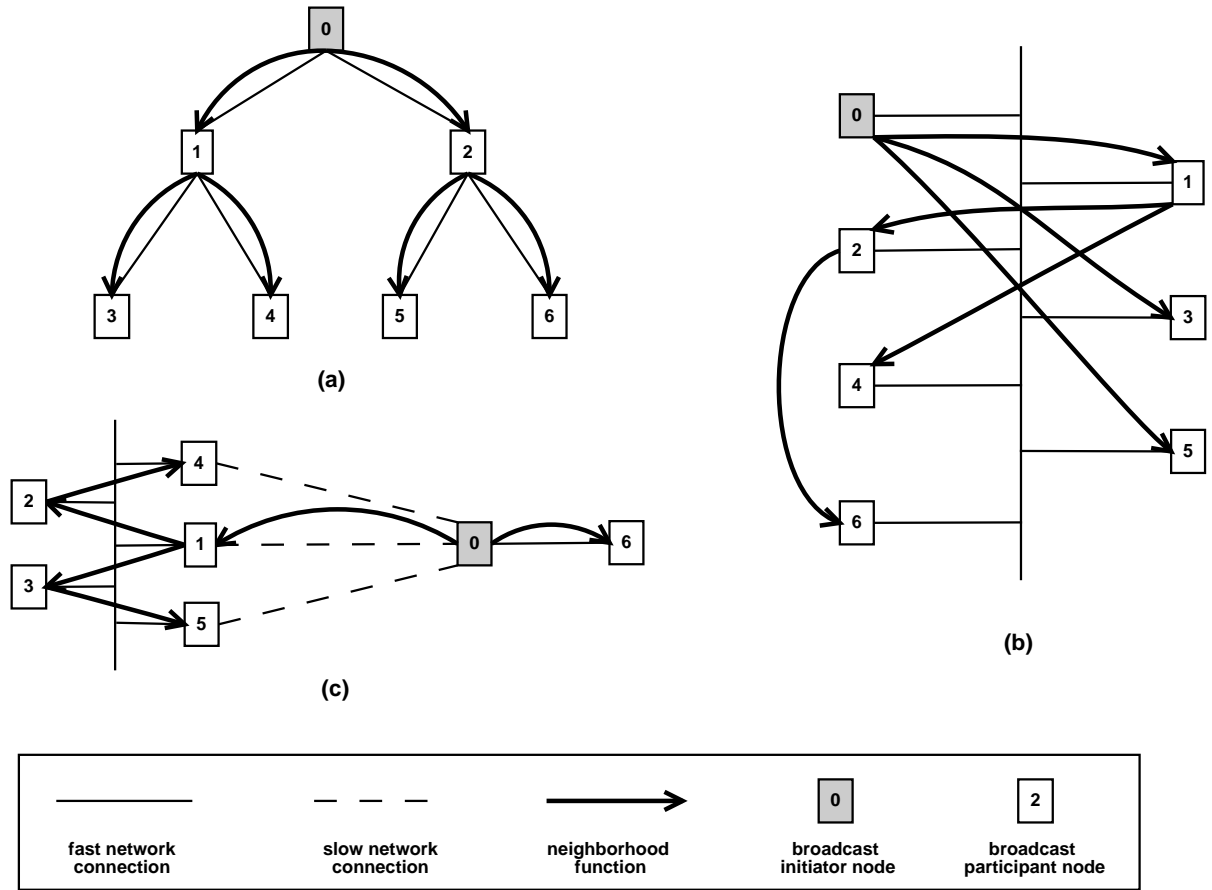 0
1
2
3
4
5
6
(a)
0
1
2
3
4
5
6
(b)
4
2
1
0
6
3
5
(c)
0
2
fast network
connection
slow network
connection
neighborhood
function
broadcast
initiator node
broadcast
participant node